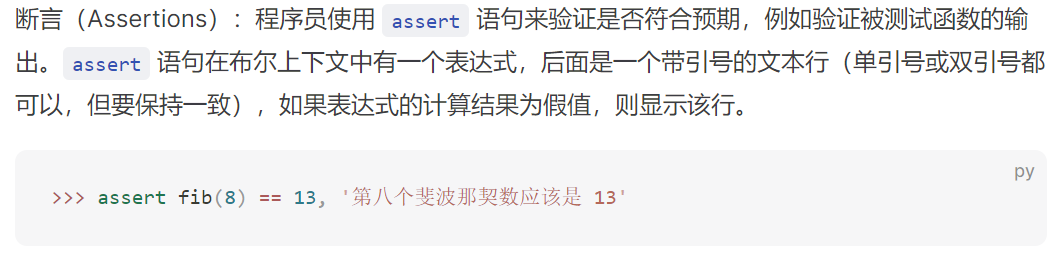 断言（Assertions）：程序员使用 assert 语句来验证是否符合预期，例如验证被测试函数的输
出。assert 语句在布尔上下文中有一个表达式，后面是一个带引号的文本行（单引号或双引号都
可以，但要保持一致），如果表达式的计算结果为假值，则显示该行。
py
>>> assert fib(8) == 13, '第八个斐波那契数应该是 13'